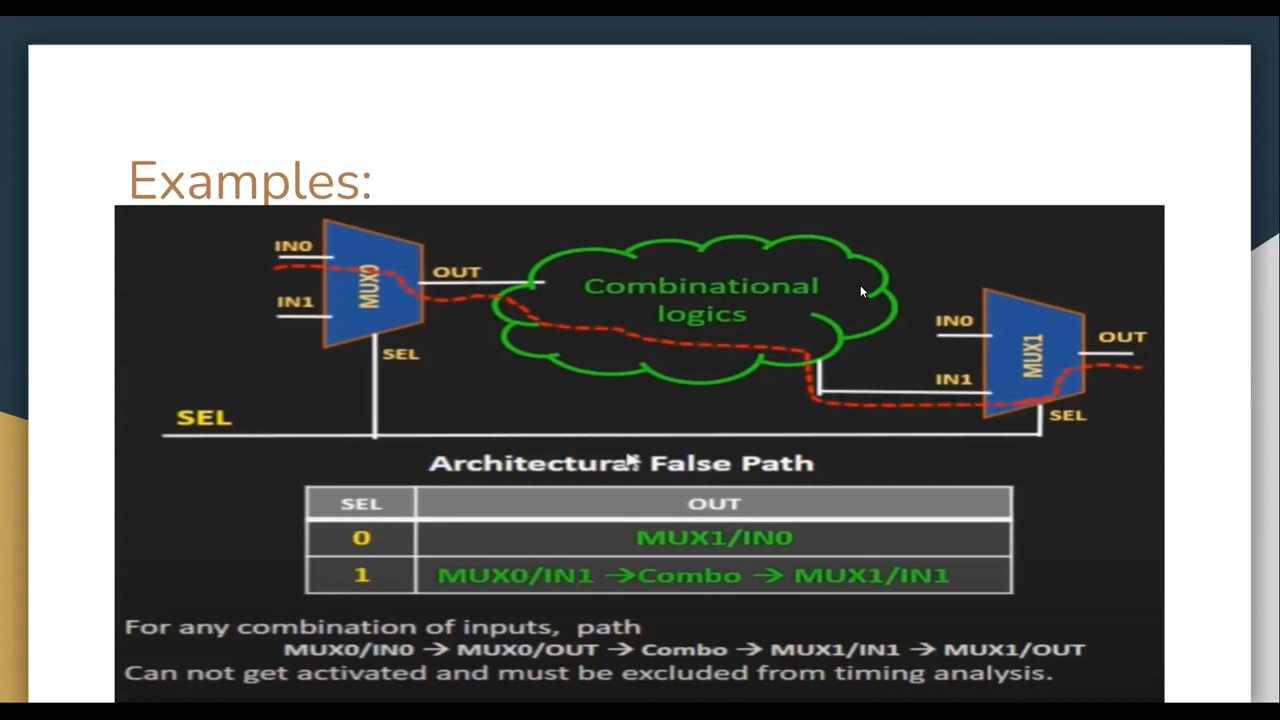 Examples:
IN0
MUX0
OUT
IN1
SEL
Combinational
logics
IN0
MUX1
OUT
IN1
SEL
SEL
Architectural False Path
SEL OUT
0 MUX1/IN0
1 MUX0/IN1 →Combo → MUX1/IN1
For any combination of inputs, path
MUX0/IN0 → MUX0/OUT → Combo → MUX1/IN1 → MUX1/OUT
Can not get activated and must be excluded from timing analysis.